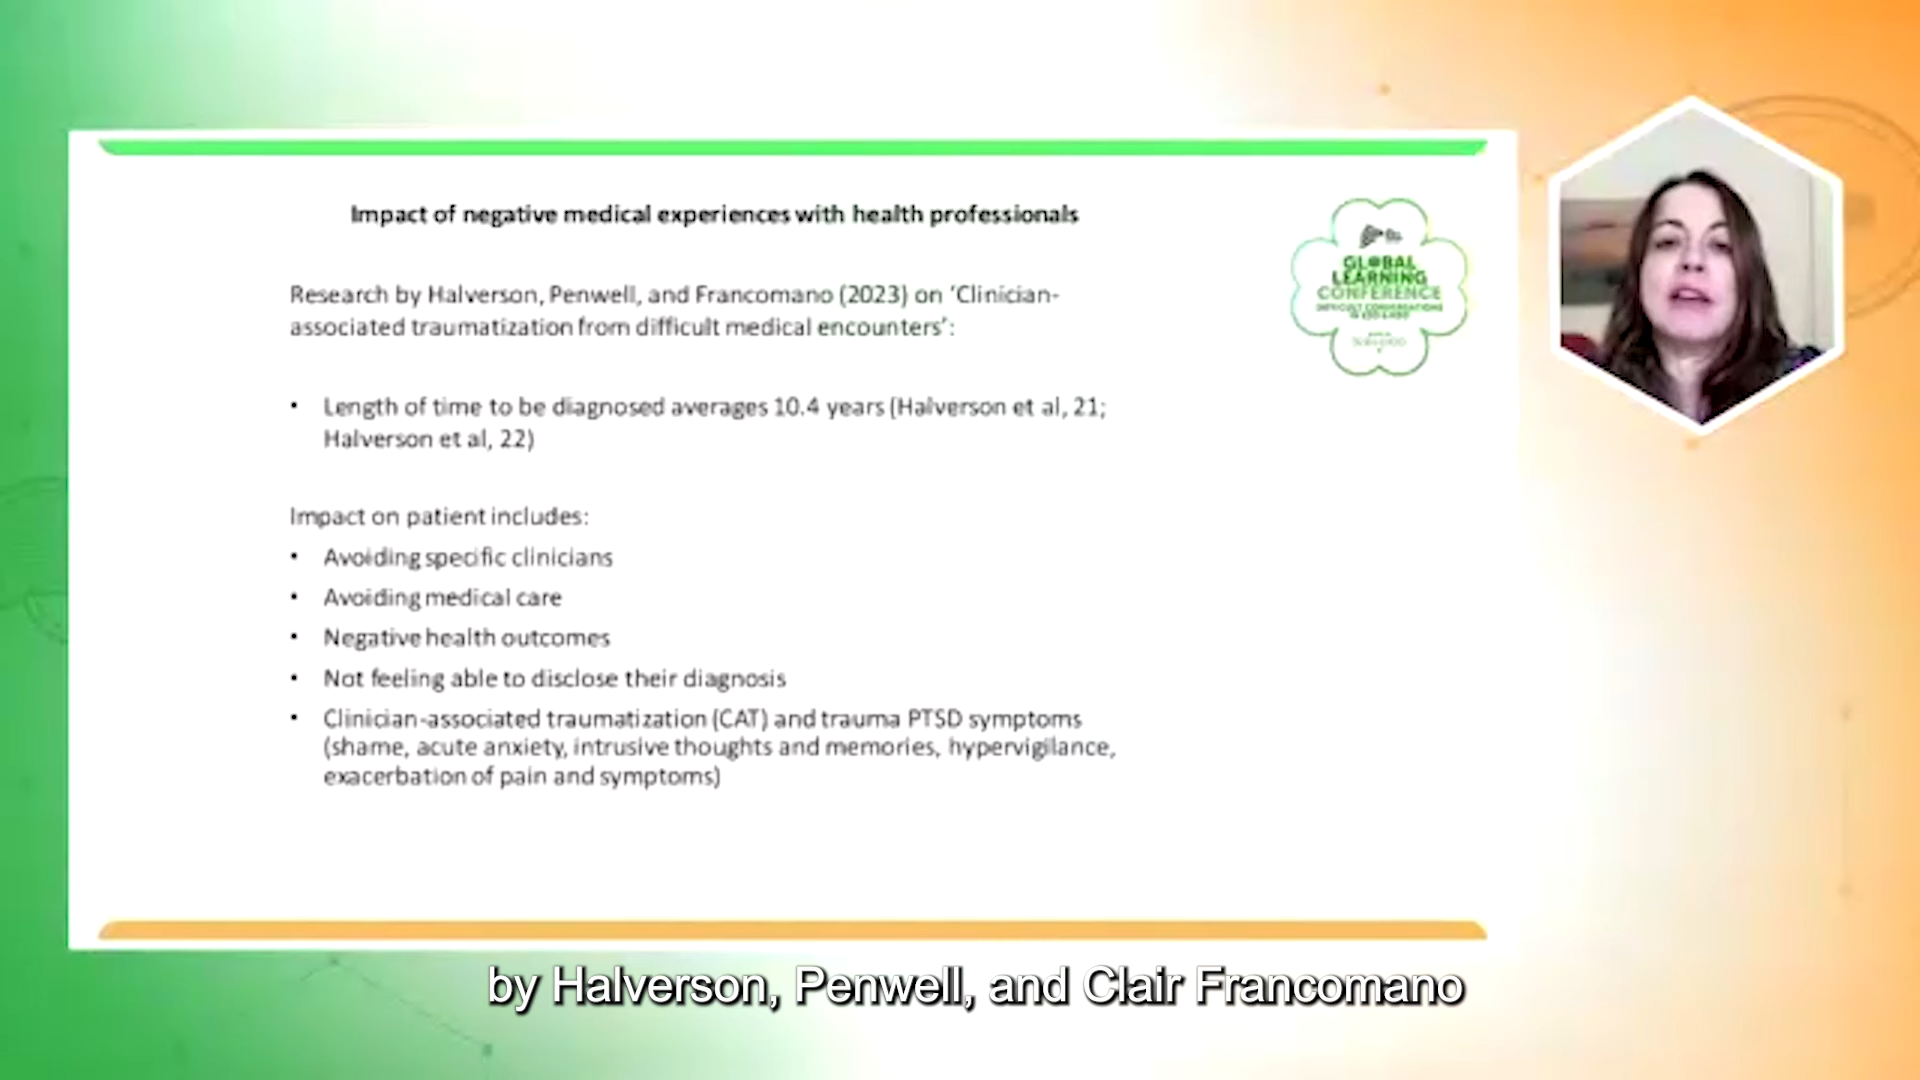 Impact of negative medical experiences with health professionals
Research by Halverson, Penwell, and Francomano (2023) on ‘Clinician-
associated traumatization from difficult medical encounters’:
• Length of time to be diagnosed averages 10.4 years (Halverson et al, 21;
Halverson et al, 22)
Impact on patient includes:
• Avoiding specific clinicians
• Avoiding medical care
• Negative health outcomes
• Not feeling able to disclose their diagnosis
• Clinician-associated traumatization (CAT) and trauma PTSD symptoms
(shame, acute anxiety, intrusive thoughts and memories, hypervigilance,
exacerbation of pain and symptoms)
GLOBAL
LEARNING
CONFERENCE
DIFFICULT CONVERSATIONS
by Halverson, Penwell, and Clair Francomano